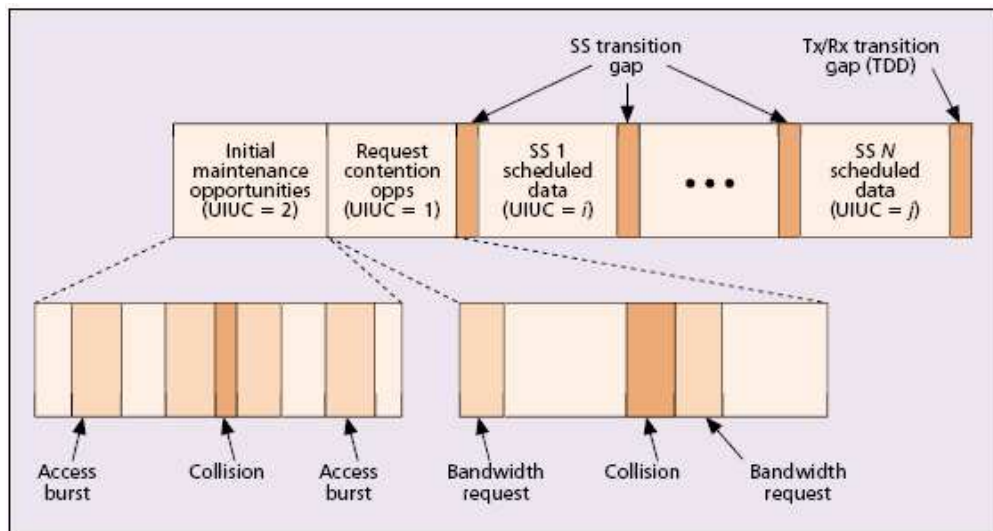 SS transition
gap
Tx/Rx transition
gap (TDD)
Initial
maintenance
opportunities
(UIUC = 2)
Request
contention
opps
(UIUC = 1)
SS 1
scheduled
data
(UIUC = i)
• • •
SS N
scheduled
data
(UIUC = j)
Access
burst
Collision
Access
burst
Bandwidth
request
Collision
Bandwidth
request